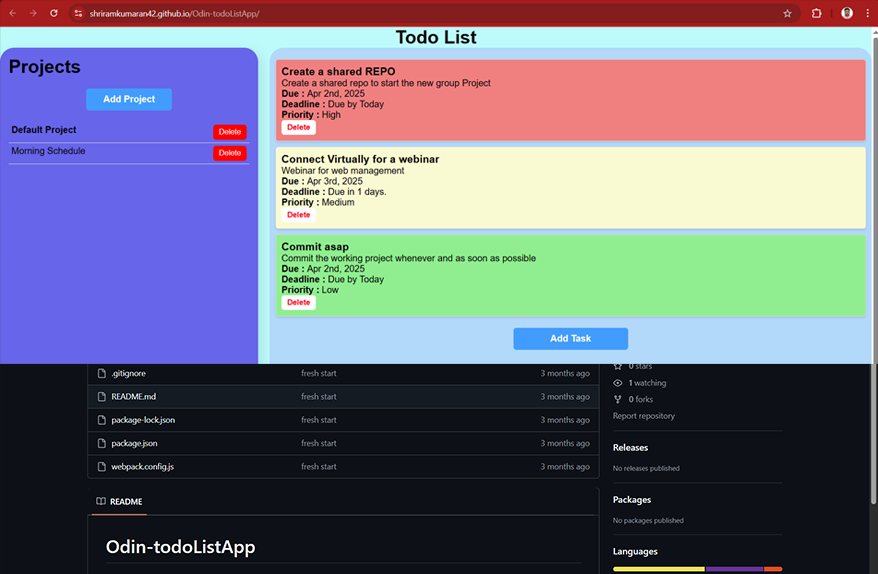 shriramkumaran42.github.io/Odin-todoListApp/
Todo List
Projects
Add Project
Default Project
Delete
Morning Schedule
Delete
Create a shared REPO
Create a shared repo to start the new group Project
Due : Apr 2nd, 2025
Deadline : Due by Today
Priority : High
Delete
Connect Virtually for a webinar
Webinar for web management
Due : Apr 3rd, 2025
Deadline : Due in 1 days.
Priority : Medium
Delete
Commit asap
Commit the working project whenever and as soon as possible
Due : Apr 2nd, 2025
Deadline : Due by Today
Priority : Low
Delete
Add Task
.gitignore fresh start 3 months ago
README.md fresh start 3 months ago
package-lock.json fresh start 3 months ago
package.json fresh start 3 months ago
webpack.config.js fresh start 3 months ago
README
Odin-todoListApp
0 stars
1 watching
0 forks
Report repository
Releases
No releases published
Packages
No packages published
Languages